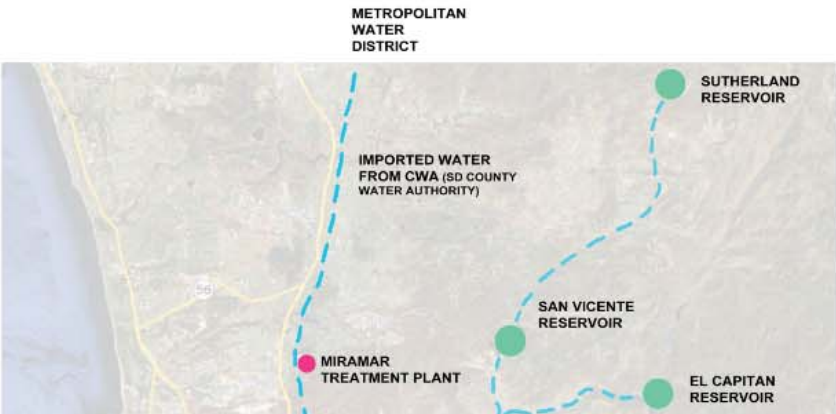 METROPOLITAN
WATER
DISTRICT
SUTHERLAND
RESERVOIR
IMPORTED WATER
FROM CWA (SD COUNTY
WATER AUTHORITY)
56
SAN VICENTE
RESERVOIR
MIRAMAR
TREATMENT PLANT
EL CAPITAN
RESERVOIR